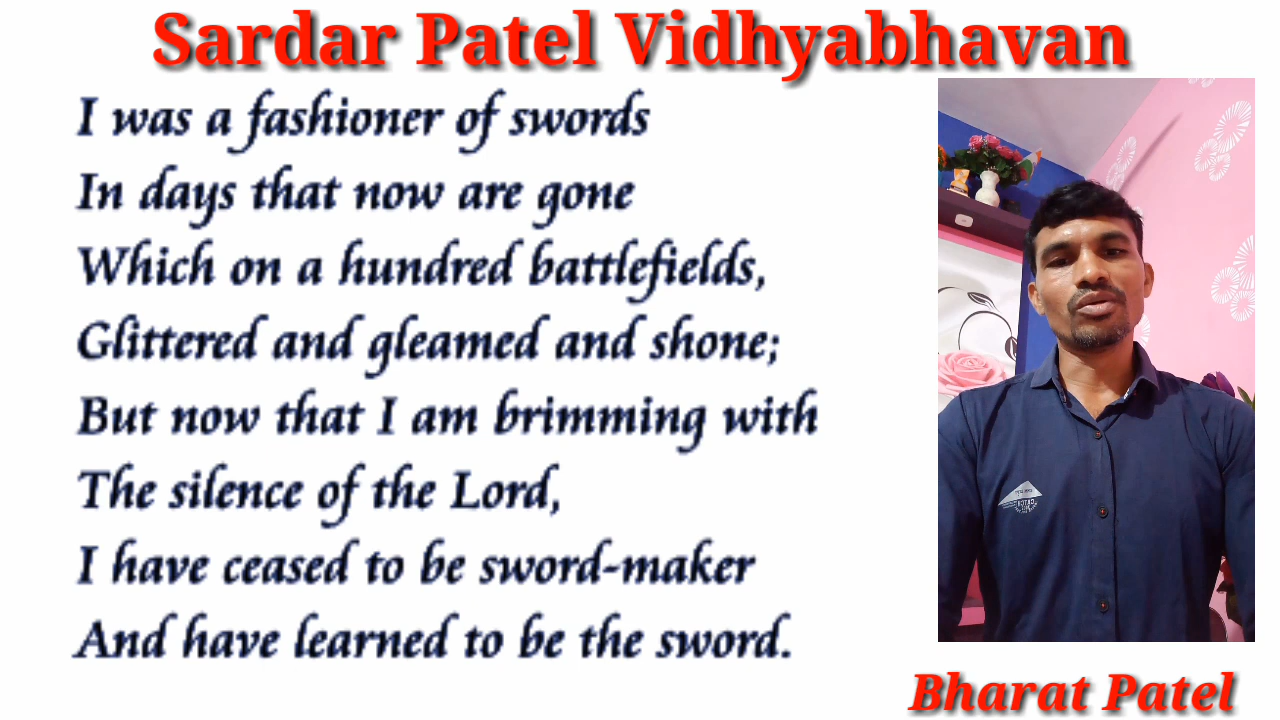 Sardar Patel Vidhyabhavan
I was a fashioner of swords
In days that now are gone
Which on a hundred battlefields,
Glittered and gleamed and shone;
But now that I am brimming with
The silence of the Lord,
I have ceased to be sword-maker
And have learned to be the sword.
Bharat Patel